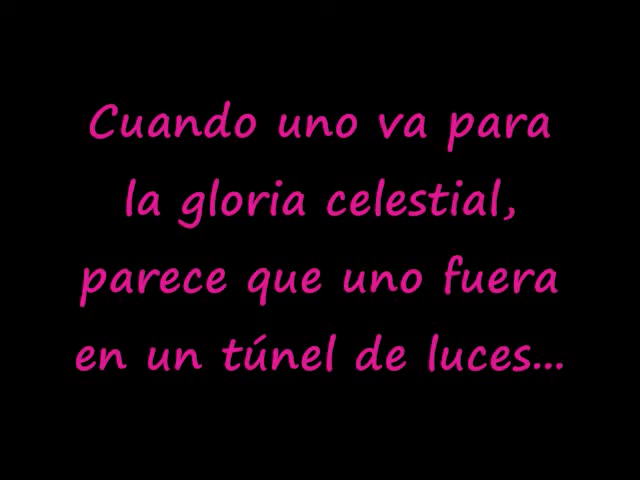 Cuando uno va para
la gloria celestial,
parece que uno fuera
en un túnel de luces...